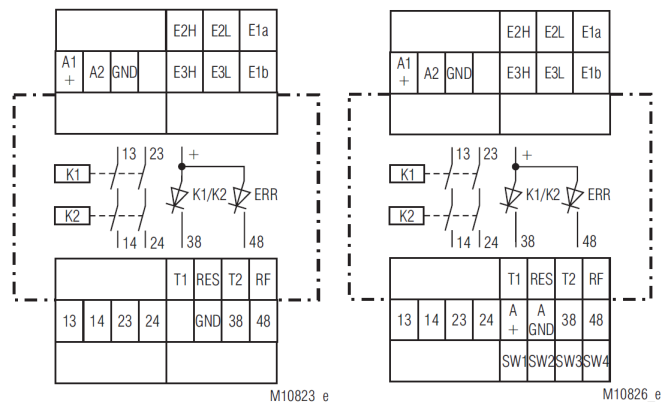 E2H E2L E1a
A1 + A2 GND E3H E3L E1b
13 23 +
K1 K1/K2 ERR
K2
14 24 38 48
T1 RES T2 RF
13 14 23 24 GND 38 48
M10823_e
E2H E2L E1a
A1 + A2 GND E3H E3L E1b
13 23 +
K1 K1/K2 ERR
K2
14 24 38 48
T1 RES T2 RF
13 14 23 24 A + A GND 38 48
SW1 SW2 SW3 SW4
M10826_e